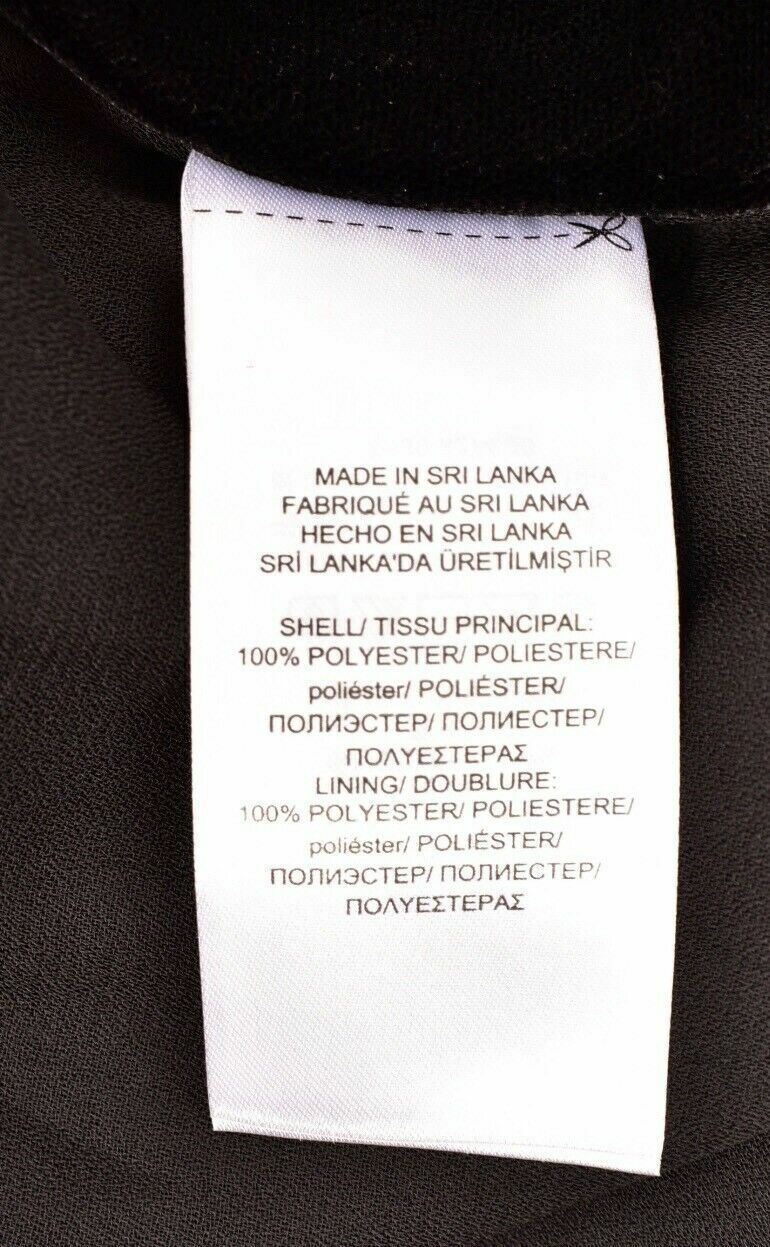 MADE IN SRI LANKA
FABRIQUÉ AU SRI LANKA
HECHO EN SRI LANKA
SRİ LANKA'DA ÜRETİLMİŞTİR
SHELL/ TISSU PRINCIPAL:
100% POLYESTER/ POLIESTERE/
poliéster/ POLIÉSTER/
ПОЛИЭСТЕР/ ПОЛИЕСТЕР/
ΠΟΛΥΕΣΤΕΡΑΣ
LINING/ DOUBLURE:
100% POLYESTER/ POLIESTERE/
poliéster/ POLIÉSTER/
ПОЛИЭСТЕР/ ПОЛИЕСТЕР/
ΠΟΛΥΕΣΤΕΡΑΣ